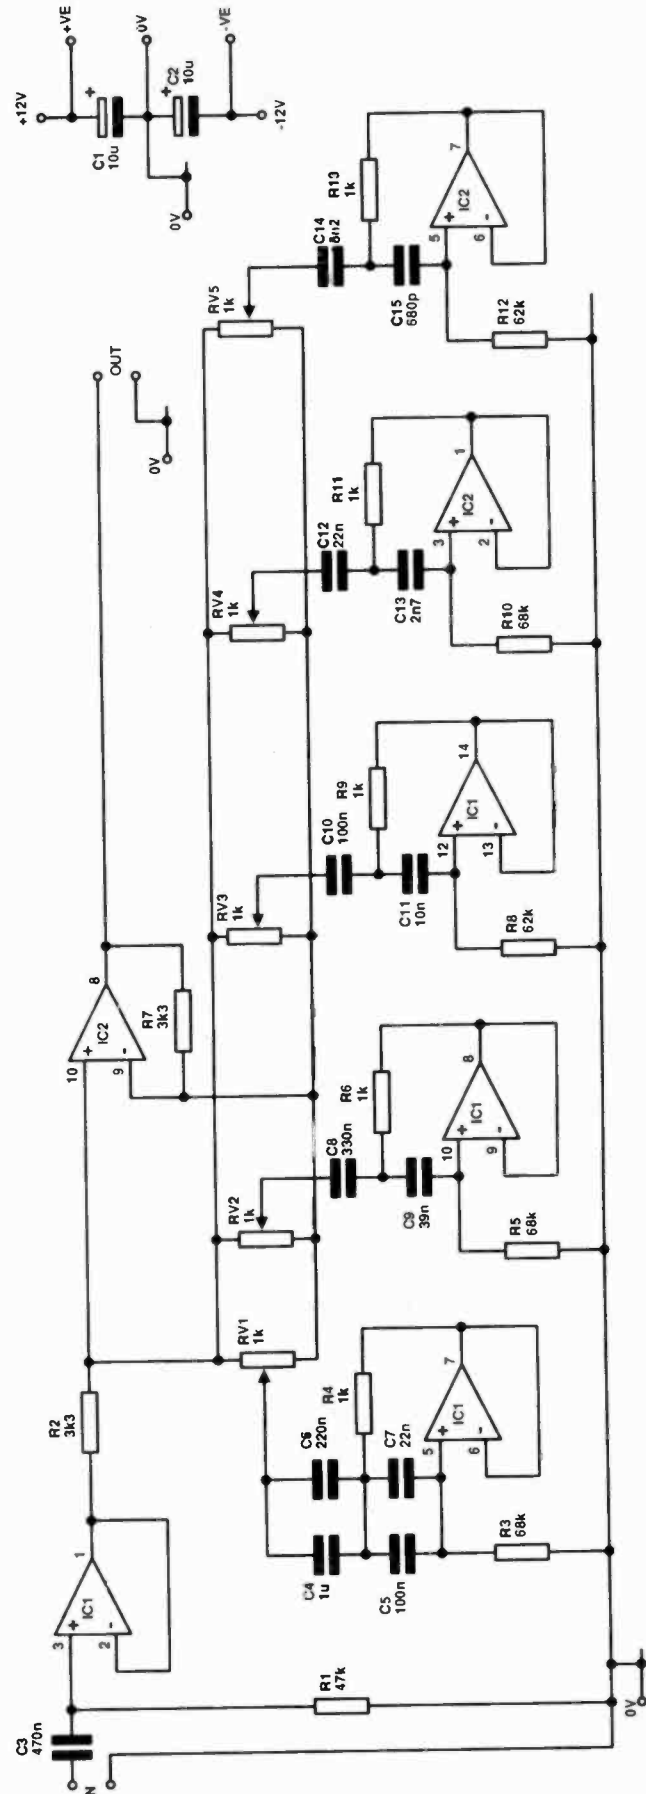 +12V
+VE
C1
10u
+
0V
0V
+
C2
10u
-VE
-12V
OUT
0V
C3
470n
N
R1
47k
3
2
+
-
IC1
1
R2
3k3
10
9
+
-
IC2
8
R7
3k3
RV1
1k
RV2
1k
RV3
1k
RV4
1k
RV5
1k
C4
1u
C6
220n
C5
100n
C7
22n
R4
1k
5
6
+
-
IC1
7
R3
68k
C8
330n
C9
39n
R6
1k
10
9
+
-
IC1
8
R5
68k
C10
100n
C11
10n
R9
1k
12
13
+
-
IC1
14
R8
62k
C12
22n
C13
2n7
R11
1k
3
2
+
-
IC2
1
R10
68k
C14
8n2
C15
680p
R13
1k
5
6
+
-
IC2
7
R12
62k
0V